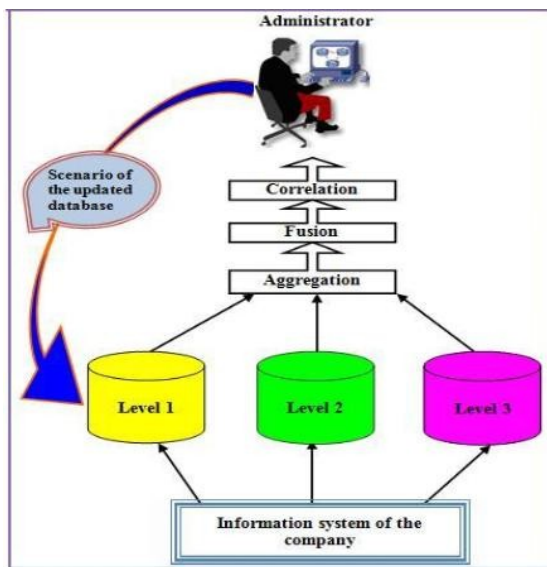 Administrator
Scenario of
the updated
database
Correlation
Fusion
Aggregation
Level 1
Level 2
Level 3
Information system of the
company